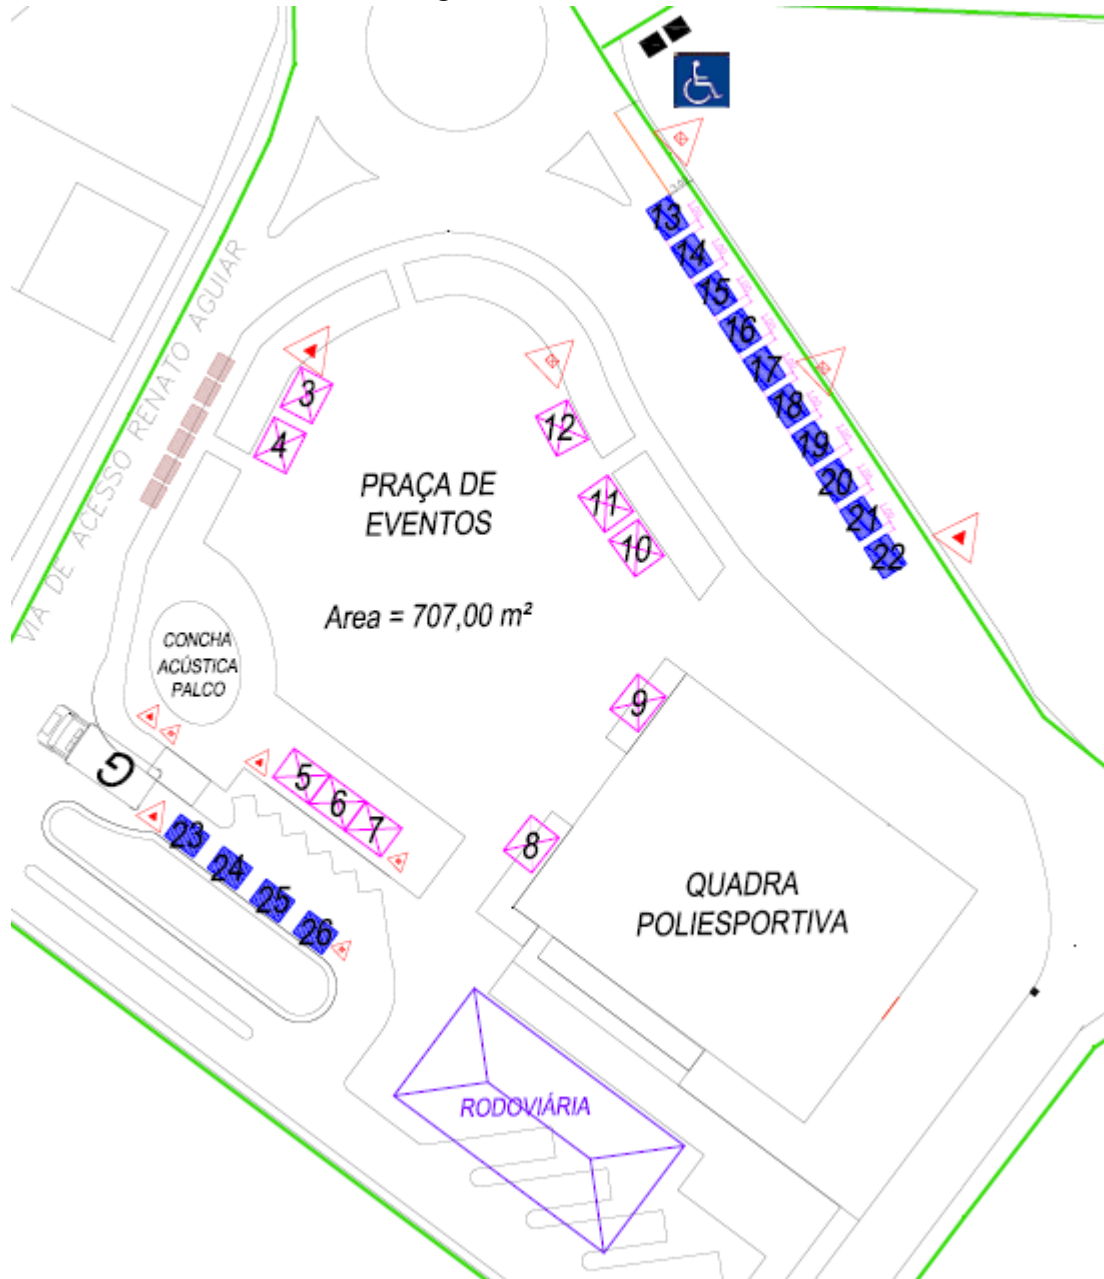 13
14
15
16
17
18
19
20
21
22
VIA DE ACESSO RENATO AGUIAR
3
4
12
11
10
PRAÇA DE
EVENTOS
Area = 707,00 m²
CONCHA
ACÚSTICA
PALCO
9
G
5
6
7
8
23
24
25
26
QUADRA
POLIESPORTIVA
RODOVIÁRIA